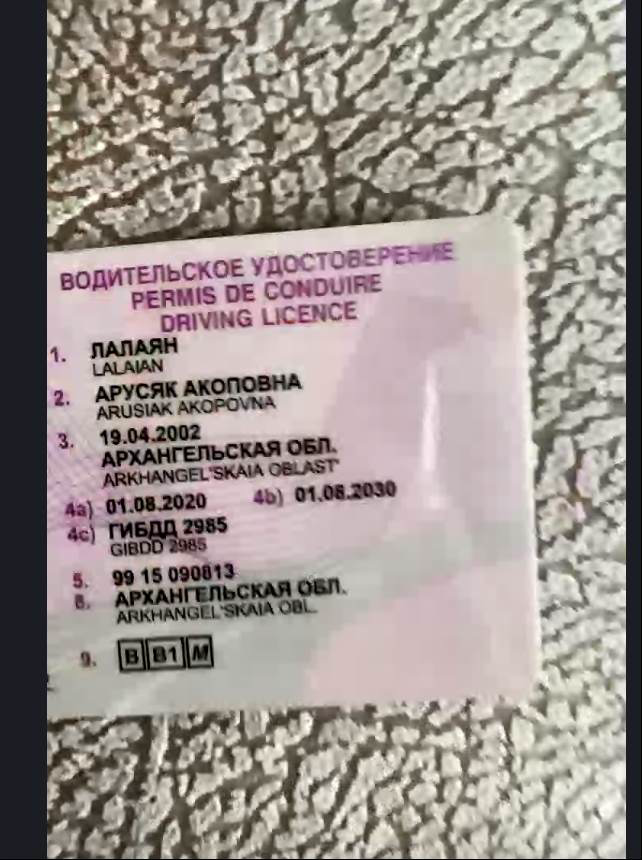 ВОДИТЕЛЬСКОЕ УДОСТОВЕРЕНИЕ
PERMIS DE CONDUIRE
DRIVING LICENCE
1. ЛАЛАЯН
LALAIAN
2. АРУСЯК АКОПОВНА
ARUSIAK AKOPOVNA
3. 19.04.2002
АРХАНГЕЛЬСКАЯ ОБЛ.
ARKHANGEL'SKAIA OBLAST'
4a) 01.08.2020 4b) 01.08.2030
4c) ГИБДД 2985
GIBDD 2985
5. 99 15 090813
8. АРХАНГЕЛЬСКАЯ ОБЛ.
ARKHANGEL'SKAIA OBL.
9. B B1 M